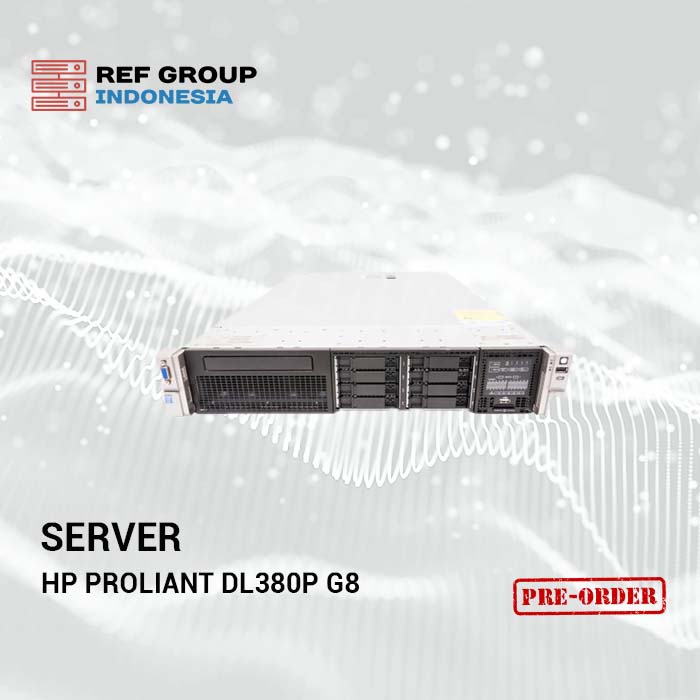 REF GROUP
INDONESIA
SERVER
HP PROLIANT DL380P G8
PRE-ORDER